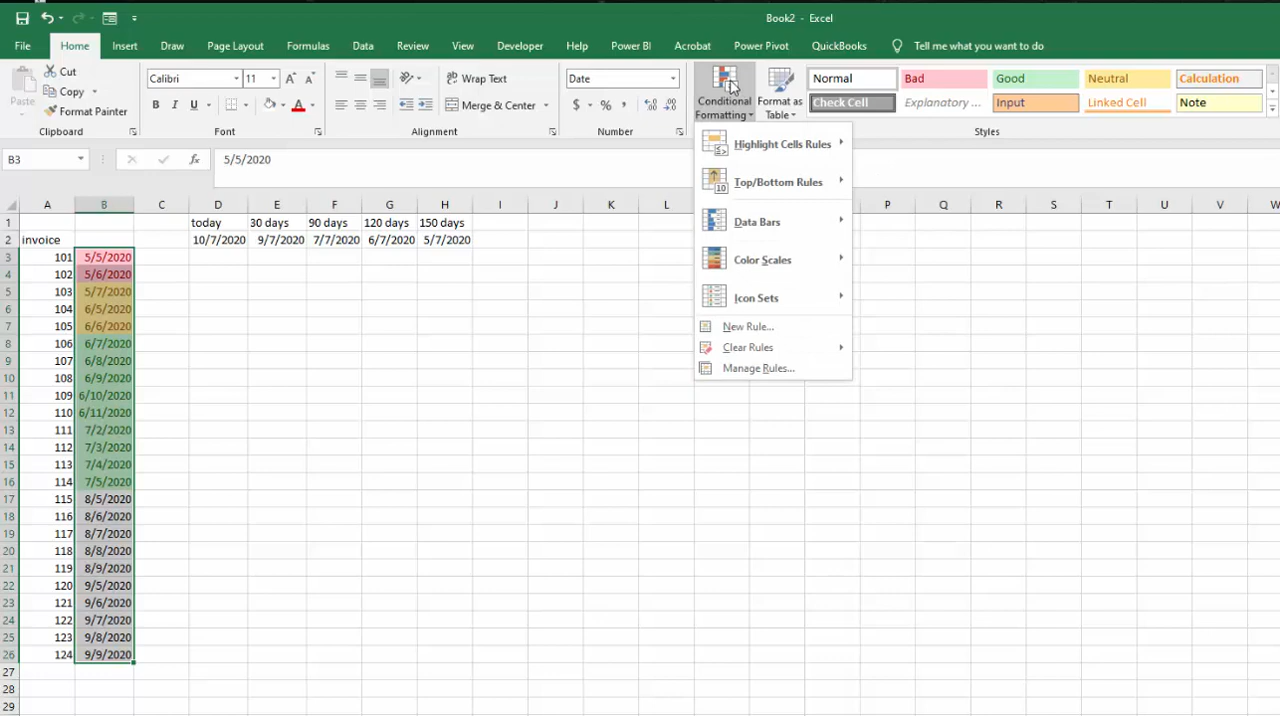 Book2 - Excel
File Home Insert Draw Page Layout Formulas Data Review View Developer Help Power BI Acrobat Power Pivot QuickBooks Tell me what you want to do
Paste
Cut
Copy
Format Painter
Clipboard
Calibri 11 A A
B I U A
Font
ab Wrap Text
Merge & Center
Alignment
Date
$ % ,
Number
Conditional Formatting
Format as Table
Normal Bad Good Neutral Calculation
Check Cell Explanatory ... Input Linked Cell Note
Styles
Highlight Cells Rules
Top/Bottom Rules
Data Bars
Color Scales
Icon Sets
New Rule...
Clear Rules
Manage Rules...
B3 fx 5/5/2020
A B C D E F G H I J K L P Q R S T U V W
1 today 30 days 90 days 120 days 150 days
2 invoice 10/7/2020 9/7/2020 7/7/2020 6/7/2020 5/7/2020
3 101 5/5/2020
4 102 5/6/2020
5 103 5/7/2020
6 104 6/5/2020
7 105 6/6/2020
8 106 6/7/2020
9 107 6/8/2020
10 108 6/9/2020
11 109 6/10/2020
12 110 6/11/2020
13 111 7/2/2020
14 112 7/3/2020
15 113 7/4/2020
16 114 7/5/2020
17 115 8/5/2020
18 116 8/6/2020
19 117 8/7/2020
20 118 8/8/2020
21 119 8/9/2020
22 120 9/5/2020
23 121 9/6/2020
24 122 9/7/2020
25 123 9/8/2020
26 124 9/9/2020
27
28
29